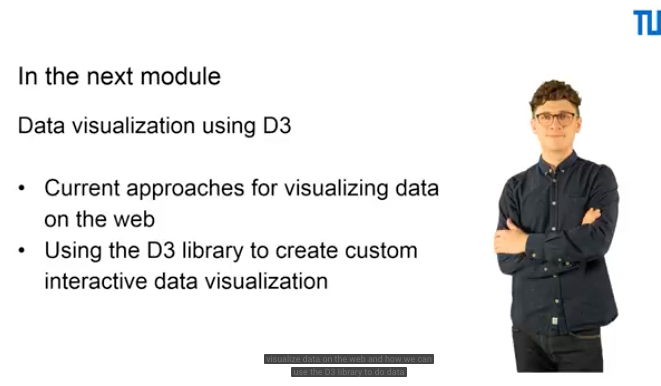 TU
In the next module
Data visualization using D3
• Current approaches for visualizing data
on the web
• Using the D3 library to create custom
interactive data visualization
visualize data on the web and how we can
use the D3 library to do data